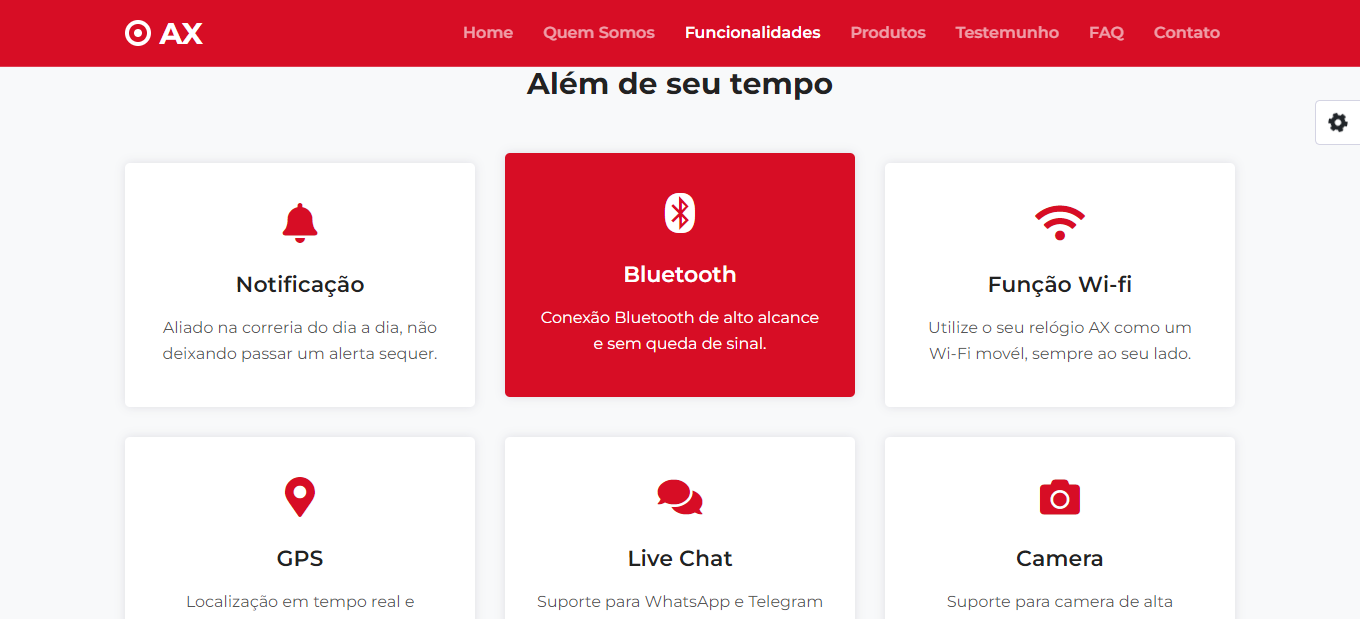 AX
Home Quem Somos Funcionalidades Produtos Testemunho FAQ Contato
Além de seu tempo
Notificação
Aliado na correria do dia a dia, não
deixando passar um alerta sequer.
Bluetooth
Conexão Bluetooth de alto alcance
e sem queda de sinal.
Função Wi-fi
Utilize o seu relógio AX como um
Wi-Fi movél, sempre ao seu lado.
GPS
Localização em tempo real e
Live Chat
Suporte para WhatsApp e Telegram
Camera
Suporte para camera de alta